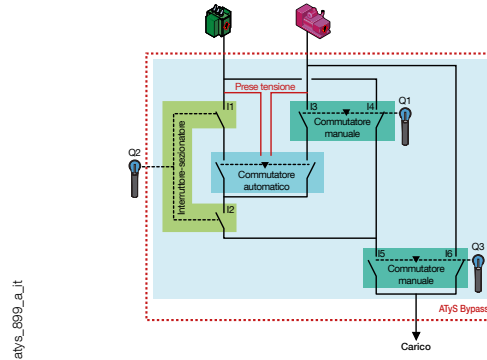 Prese tensione
I1
I3
I4
Q1
Commutatore
manuale
Q2
Interruttore-sezionatore
Commutatore
automatico
I2
I5
I6
Q3
Commutatore
manuale
ATyS Bypass
Carico
atys_899_a_it